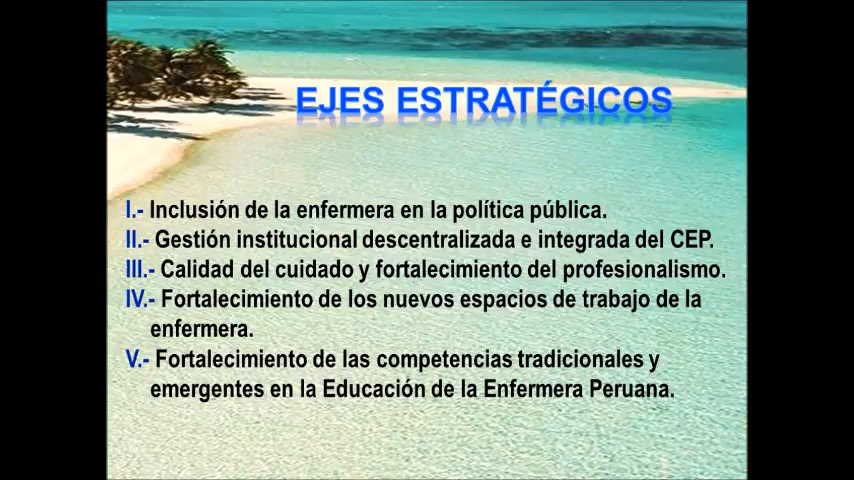 EJES ESTRATÉGICOS
I.- Inclusión de la enfermera en la política pública.
II.- Gestión institucional descentralizada e integrada del CEP.
III.- Calidad del cuidado y fortalecimiento del profesionalismo.
IV.- Fortalecimiento de los nuevos espacios de trabajo de la
enfermera.
V.- Fortalecimiento de las competencias tradicionales y
emergentes en la Educación de la Enfermera Peruana.